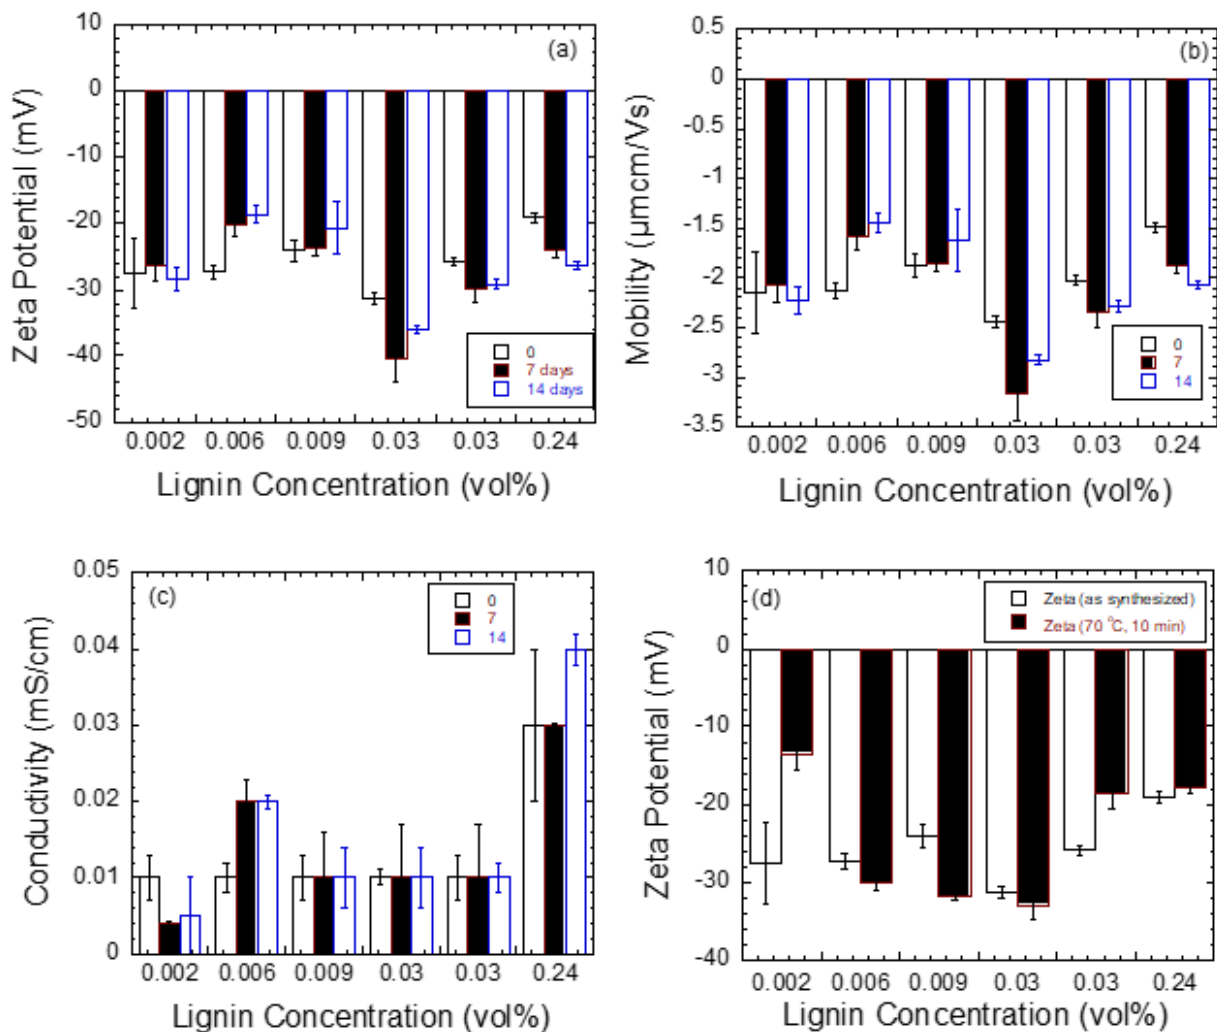 (a)
Zeta Potential (mV)
10
0
-10
-20
-30
-40
-50
0
7 days
14 days
0.002 0.006 0.009 0.03 0.03 0.24
Lignin Concentration (vol%)
(b)
Mobility (µmcm/Vs)
0.5
0
-0.5
-1
-1.5
-2
-2.5
-3
-3.5
0
7
14
0.002 0.006 0.009 0.03 0.03 0.24
Lignin Concentration (vol%)
(c)
Conductivity (mS/cm)
0.05
0.04
0.03
0.02
0.01
0
0
7
14
0.002 0.006 0.009 0.03 0.03 0.24
Lignin Concentration (vol%)
(d)
Zeta Potential (mV)
10
0
-10
-20
-30
-40
Zeta (as synthesized)
Zeta (70 °C, 10 min)
0.002 0.006 0.009 0.03 0.03 0.24
Lignin Concentration (vol%)